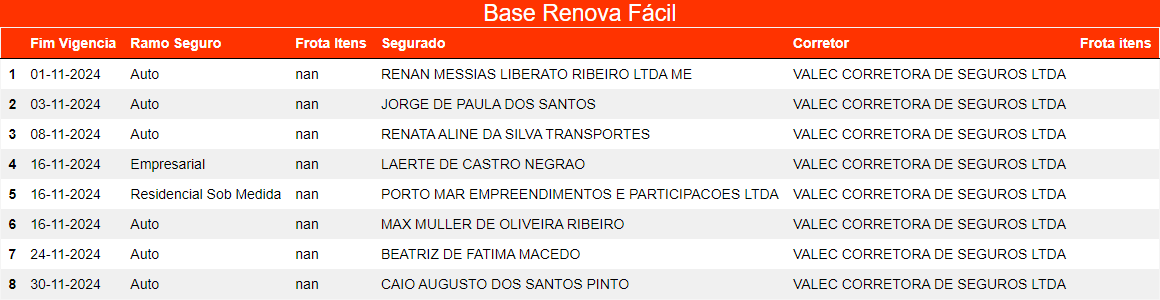 Base Renova Fácil
Fim Vigencia Ramo Seguro Frota Itens Segurado Corretor Frota itens
1 01-11-2024 Auto nan RENAN MESSIAS LIBERATO RIBEIRO LTDA ME VALEC CORRETORA DE SEGUROS LTDA
2 03-11-2024 Auto nan JORGE DE PAULA DOS SANTOS VALEC CORRETORA DE SEGUROS LTDA
3 08-11-2024 Auto nan RENATA ALINE DA SILVA TRANSPORTES VALEC CORRETORA DE SEGUROS LTDA
4 16-11-2024 Empresarial nan LAERTE DE CASTRO NEGRAO VALEC CORRETORA DE SEGUROS LTDA
5 16-11-2024 Residencial Sob Medida nan PORTO MAR EMPREENDIMENTOS E PARTICIPACOES LTDA VALEC CORRETORA DE SEGUROS LTDA
6 16-11-2024 Auto nan MAX MULLER DE OLIVEIRA RIBEIRO VALEC CORRETORA DE SEGUROS LTDA
7 24-11-2024 Auto nan BEATRIZ DE FATIMA MACEDO VALEC CORRETORA DE SEGUROS LTDA
8 30-11-2024 Auto nan CAIO AUGUSTO DOS SANTOS PINTO VALEC CORRETORA DE SEGUROS LTDA